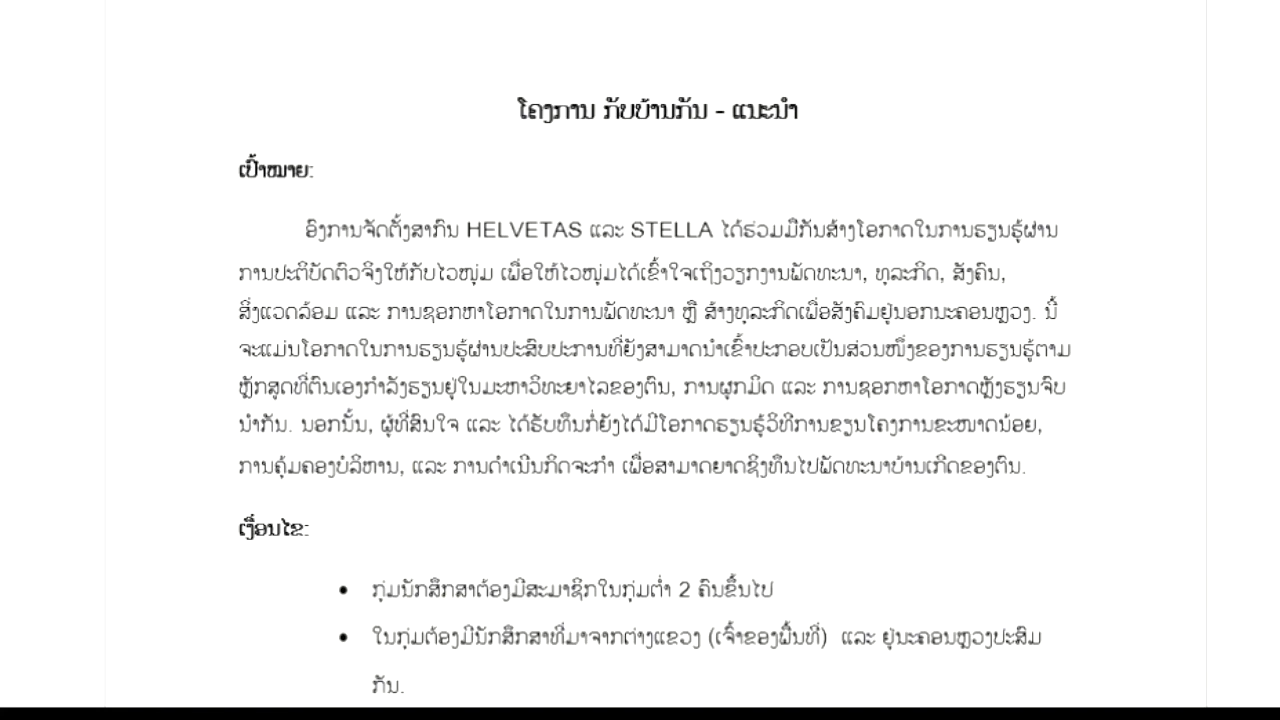 ໂຄງການ ກັບບ້ານກັນ - ແນະນຳ
ເປົ້າໝາຍ:
ອົງການຈັດຕັ້ງສາກົນ HELVETAS ແລະ STELLA ໄດ້ຮ່ວມມືກັນສ້າງໂອກາດໃນການຮຽນຮູ້ຜ່ານ
ການປະຕິບັດຕົວຈິງໃຫ້ກັບໄວໜຸ່ມ ເພື່ອໃຫ້ໄວໜຸ່ມໄດ້ເຂົ້າໃຈເຖິງວຽກງານພັດທະນາ, ທຸລະກິດ, ສັງຄົນ,
ສິ່ງແວດລ້ອມ ແລະ ການຊອກຫາໂອກາດໃນການພັດທະນາ ຫຼື ສ້າງທຸລະກິດເພື່ອສັງຄົມຢູ່ນອກນະຄອນຫຼວງ. ນີ້
ຈະແມ່ນໂອກາດໃນການຮຽນຮູ້ຜ່ານປະສົບປະການທີ່ຍັງສາມາດນຳເຂົ້າປະກອບເປັນສ່ວນໜຶ່ງຂອງການຮຽນຮູ້ຕາມ
ຫຼັກສູດທີ່ຕົນເອງກຳລັງຮຽນຢູ່ໃນມະຫາວິທະຍາໄລຂອງຕົນ, ການຜູກມິດ ແລະ ການຊອກຫາໂອກາດຫຼັງຮຽນຈົບ
ນຳກັນ. ນອກນັ້ນ, ຜູ້ທີ່ສົນໃຈ ແລະ ໄດ້ຮັບທຶນກໍ່ຍັງໄດ້ມີໂອກາດຮຽນຮູ້ວິທີການຂຽນໂຄງການຂະໜາດນ້ອຍ,
ການຄຸ້ມຄອງບໍລິຫານ, ແລະ ການດຳເນີນກິດຈະກຳ ເພື່ອສາມາດຍາດຊິງທຶນໄປພັດທະນາບ້ານເກີດຂອງຕົນ.
ເງື່ອນໄຂ:
• ກຸ່ມນັກສຶກສາຕ້ອງມີສະມາຊິກໃນກຸ່ມຕ່ຳ 2 ຄົນຂຶ້ນໄປ
• ໃນກຸ່ມຕ້ອງມີນັກສຶກສາທີ່ມາຈາກຕ່າງແຂວງ (ເຈົ້າຂອງພື້ນທີ່) ແລະ ຢູ່ນະຄອນຫຼວງປະສົມ
ກັນ.